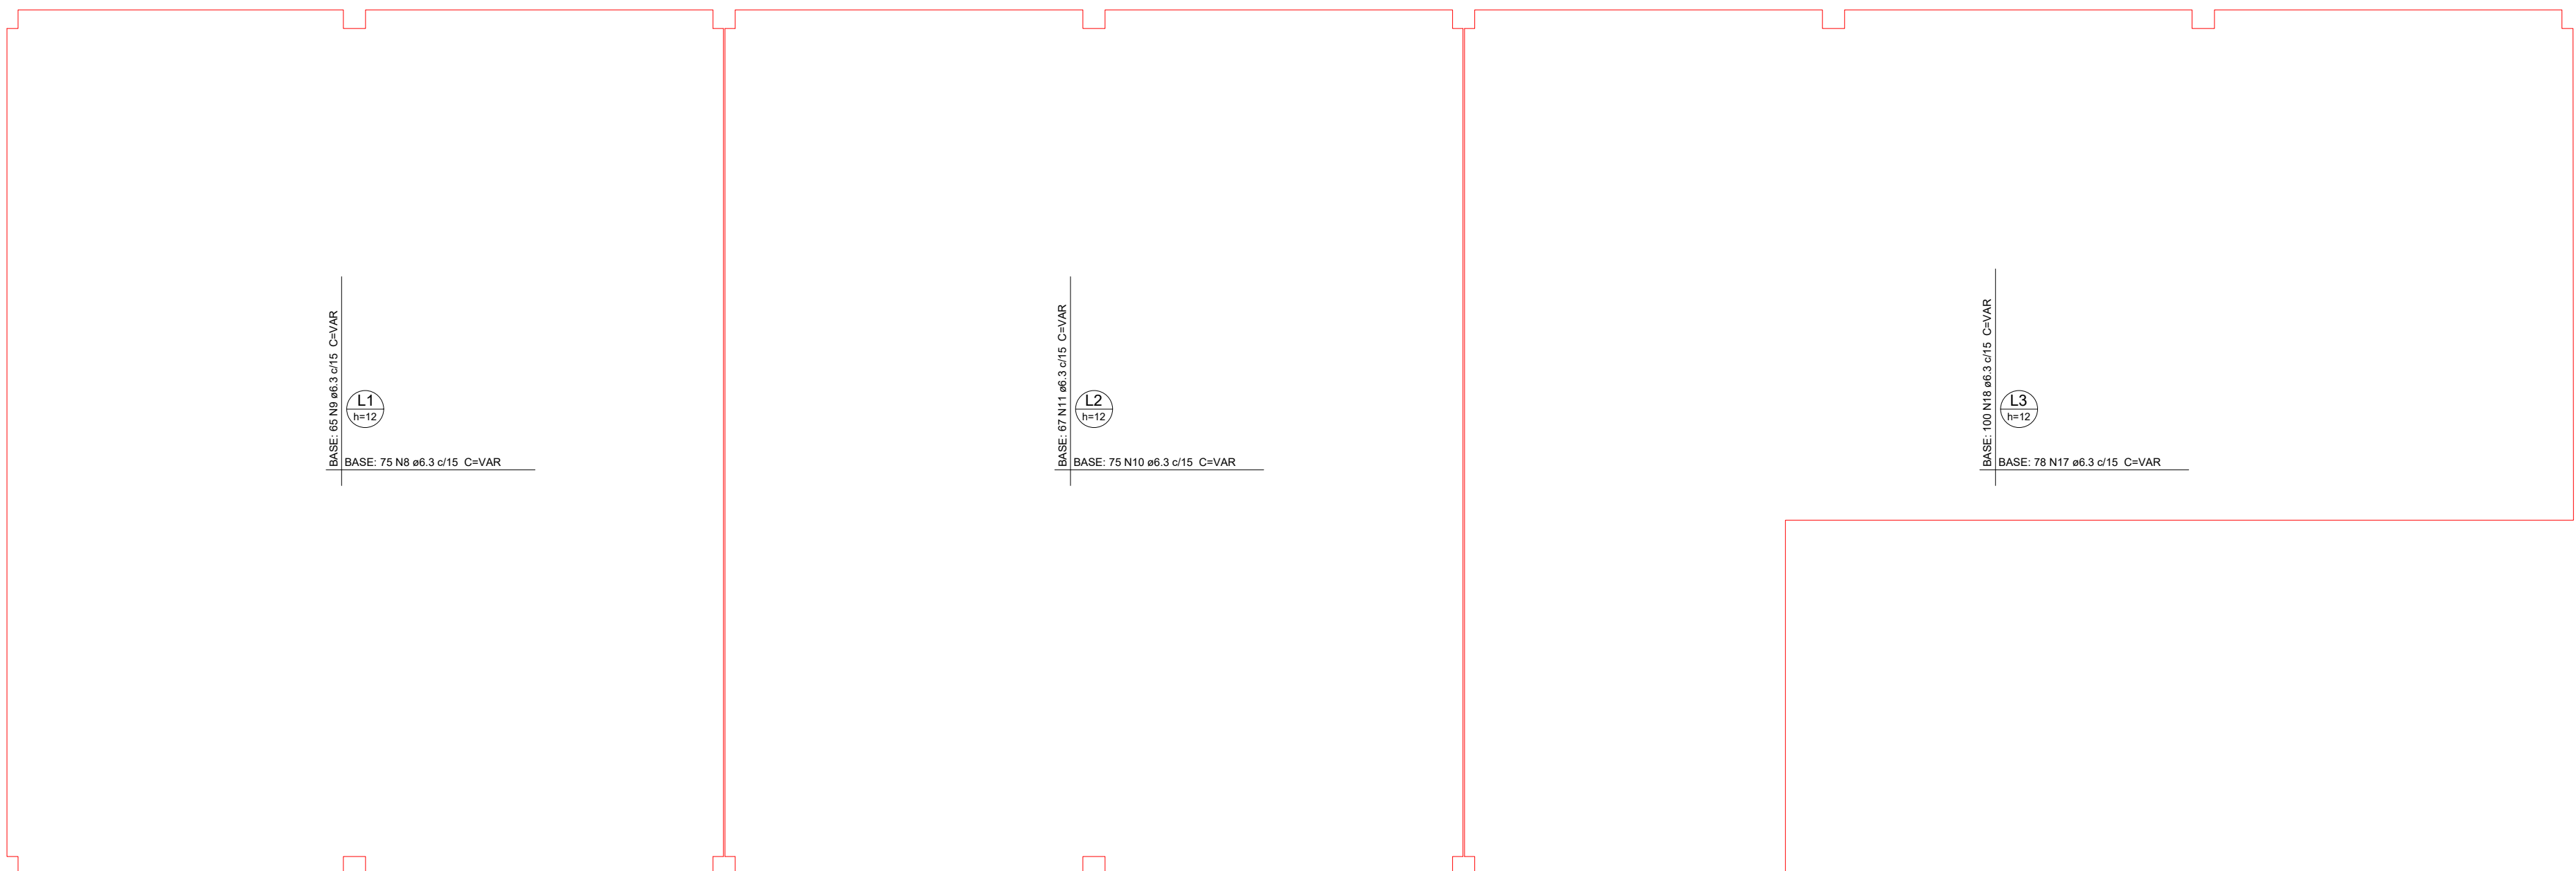 BASE: 65 N9 ø6.3 c/15 C=VAR
L1
h=12
BASE: 75 N8 ø6.3 c/15 C=VAR
BASE: 67 N11 ø6.3 c/15 C=VAR
L2
h=12
BASE: 75 N10 ø6.3 c/15 C=VAR
BASE: 100 N18 ø6.3 c/15 C=VAR
L3
h=12
BASE: 78 N17 ø6.3 c/15 C=VAR